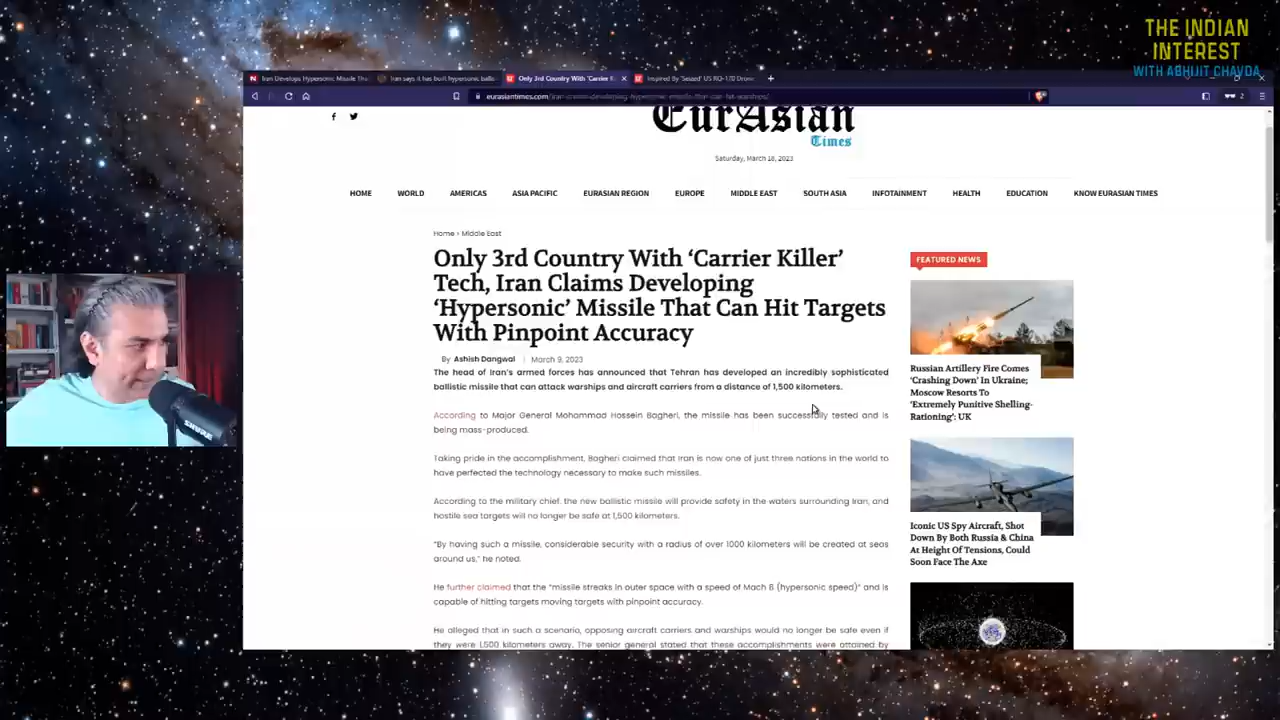 THE INDIAN
INTEREST
WITH ABHIJIT CHAVDA
Iran Develops Hypersonic Missile Tha
Iran says it has built hypersonic ballis
Only 3rd Country With 'Carrier K
Inspired By 'Seized' US RQ-170 Drone
eurasiantimes.com/iran-claims-developing-hypersonic-missile-that-can-hit-warships/
2
EurAsian
Times
Saturday, March 18, 2023
HOME WORLD AMERICAS ASIA PACIFIC EURASIAN REGION EUROPE MIDDLE EAST SOUTH ASIA INFOTAINMENT HEALTH EDUCATION KNOW EURASIAN TIMES
Home › Middle East
Only 3rd Country With ‘Carrier Killer’
Tech, Iran Claims Developing
‘Hypersonic’ Missile That Can Hit Targets
With Pinpoint Accuracy
By Ashish Dangwal | March 9, 2023
The head of Iran's armed forces has announced that Tehran has developed an incredibly sophisticated
ballistic missile that can attack warships and aircraft carriers from a distance of 1,500 kilometers.
According to Major General Mohammad Hossein Bagheri, the missile has been successfully tested and is
being mass-produced.
Taking pride in the accomplishment, Bagheri claimed that Iran is now one of just three nations in the world to
have perfected the technology necessary to make such missiles.
According to the military chief, the new ballistic missile will provide safety in the waters surrounding Iran, and
hostile sea targets will no longer be safe at 1,500 kilometers.
“By having such a missile, considerable security with a radius of over 1000 kilometers will be created at seas
around us,” he noted.
He further claimed that the “missile streaks in outer space with a speed of Mach 8 (hypersonic speed)” and is
capable of hitting targets moving targets with pinpoint accuracy.
He alleged that in such a scenario, opposing aircraft carriers and warships would no longer be safe even if
they were 1,500 kilometers away. The senior general stated that these accomplishments were attained by
FEATURED NEWS
Russian Artillery Fire Comes
‘Crashing Down’ In Ukraine;
Moscow Resorts To
‘Extremely Punitive Shelling-
Rationing’: UK
Iconic US Spy Aircraft, Shot
Down By Both Russia & China
At Height Of Tensions, Could
Soon Face The Axe
SHURE